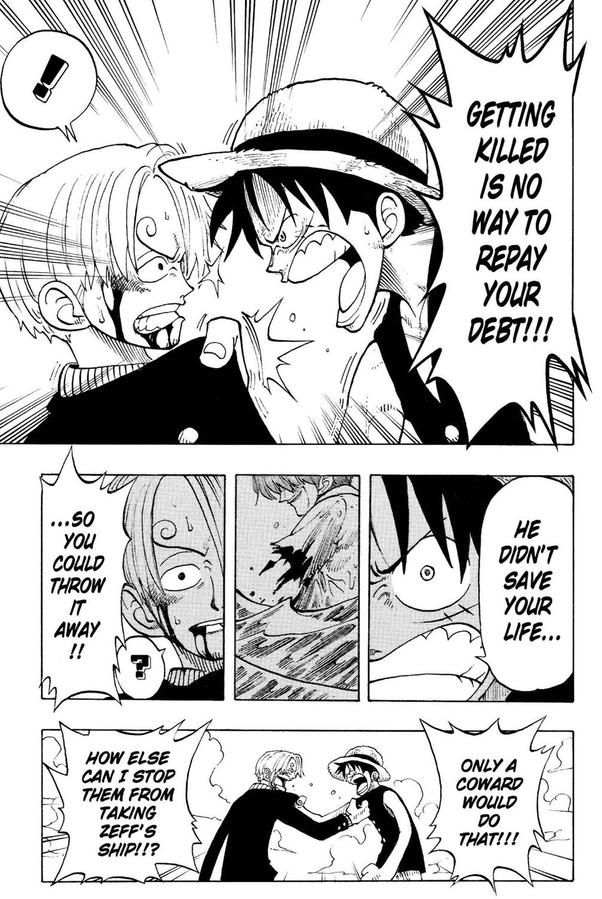 GETTING
KILLED
IS NO
WAY TO
REPAY
YOUR
DEBT!!!
!
HE
DIDN'T
SAVE
YOUR
LIFE...
...SO
YOU
COULD
THROW
IT
AWAY
!!
?
ONLY A
COWARD
WOULD
DO
THAT!!!
HOW ELSE
CAN I STOP
THEM FROM
TAKING
ZEFF'S
SHIP!!?